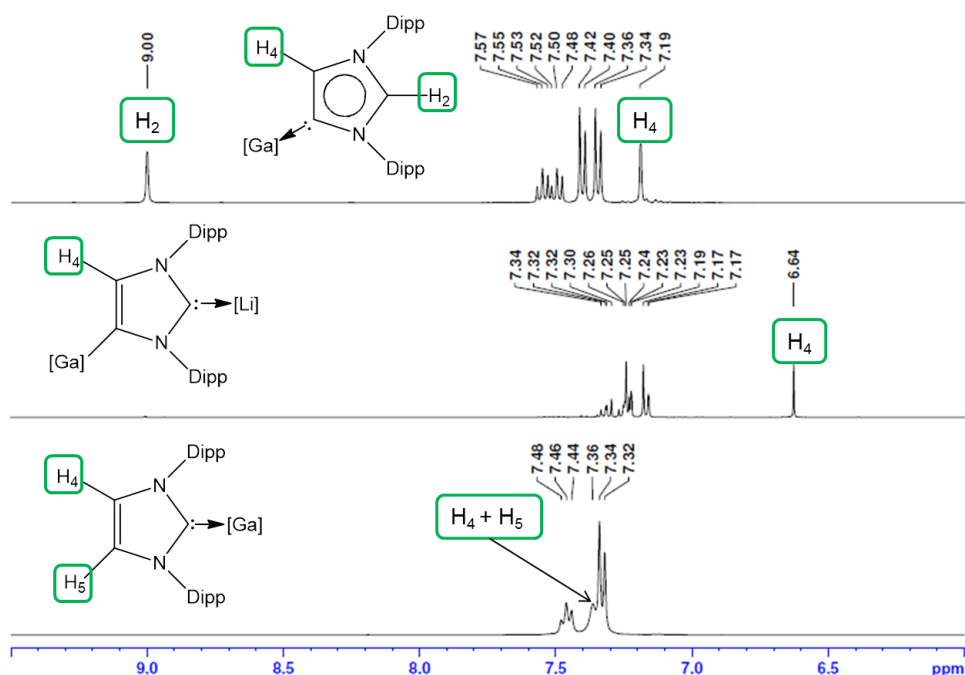 9.00
7.57
7.55
7.53
7.52
7.50
7.48
7.42
7.40
7.36
7.34
7.19
H2
H4
Dipp
N
H2
N
[Ga]
Dipp
H4
7.34
7.32
7.32
7.30
7.26
7.25
7.25
7.24
7.23
7.23
7.19
7.17
7.17
6.64
H4
Dipp
N
:
[Li]
N
[Ga]
Dipp
H4
7.48
7.46
7.44
7.36
7.34
7.32
H4 + H5
Dipp
H4
N
:
[Ga]
N
H5
Dipp
9.0 8.5 8.0 7.5 7.0 6.5 ppm